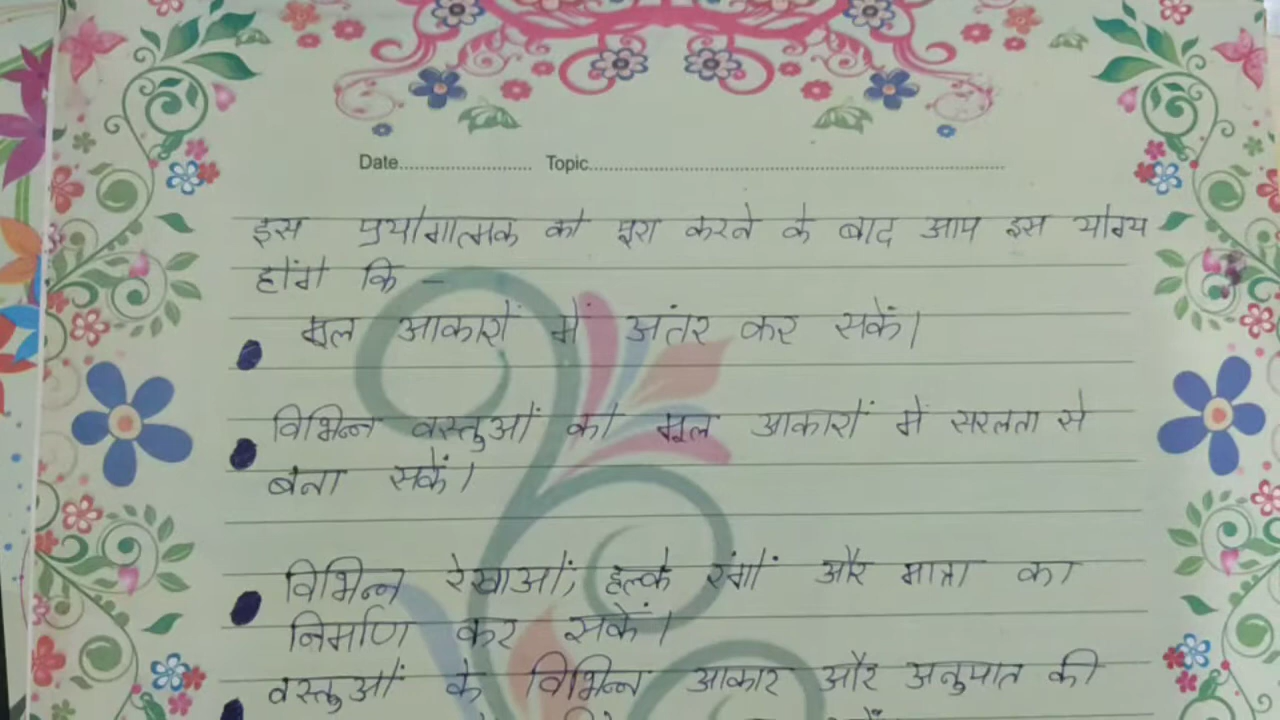 Date.................... Topic....................
इस प्रयोगात्मक को पूरा करने के बाद आप इस योग्य
होंगे कि –
मूल आकारों में अंतर कर सकें।
विभिन्न वस्तुओं को मूल आकारों में सरलता से
बना सकें।
विभिन्न रेखाओं, हल्के रंगों और मात्रा का
निर्माण कर सकें।
वस्तुओं के विभिन्न आकार और अनुपात की